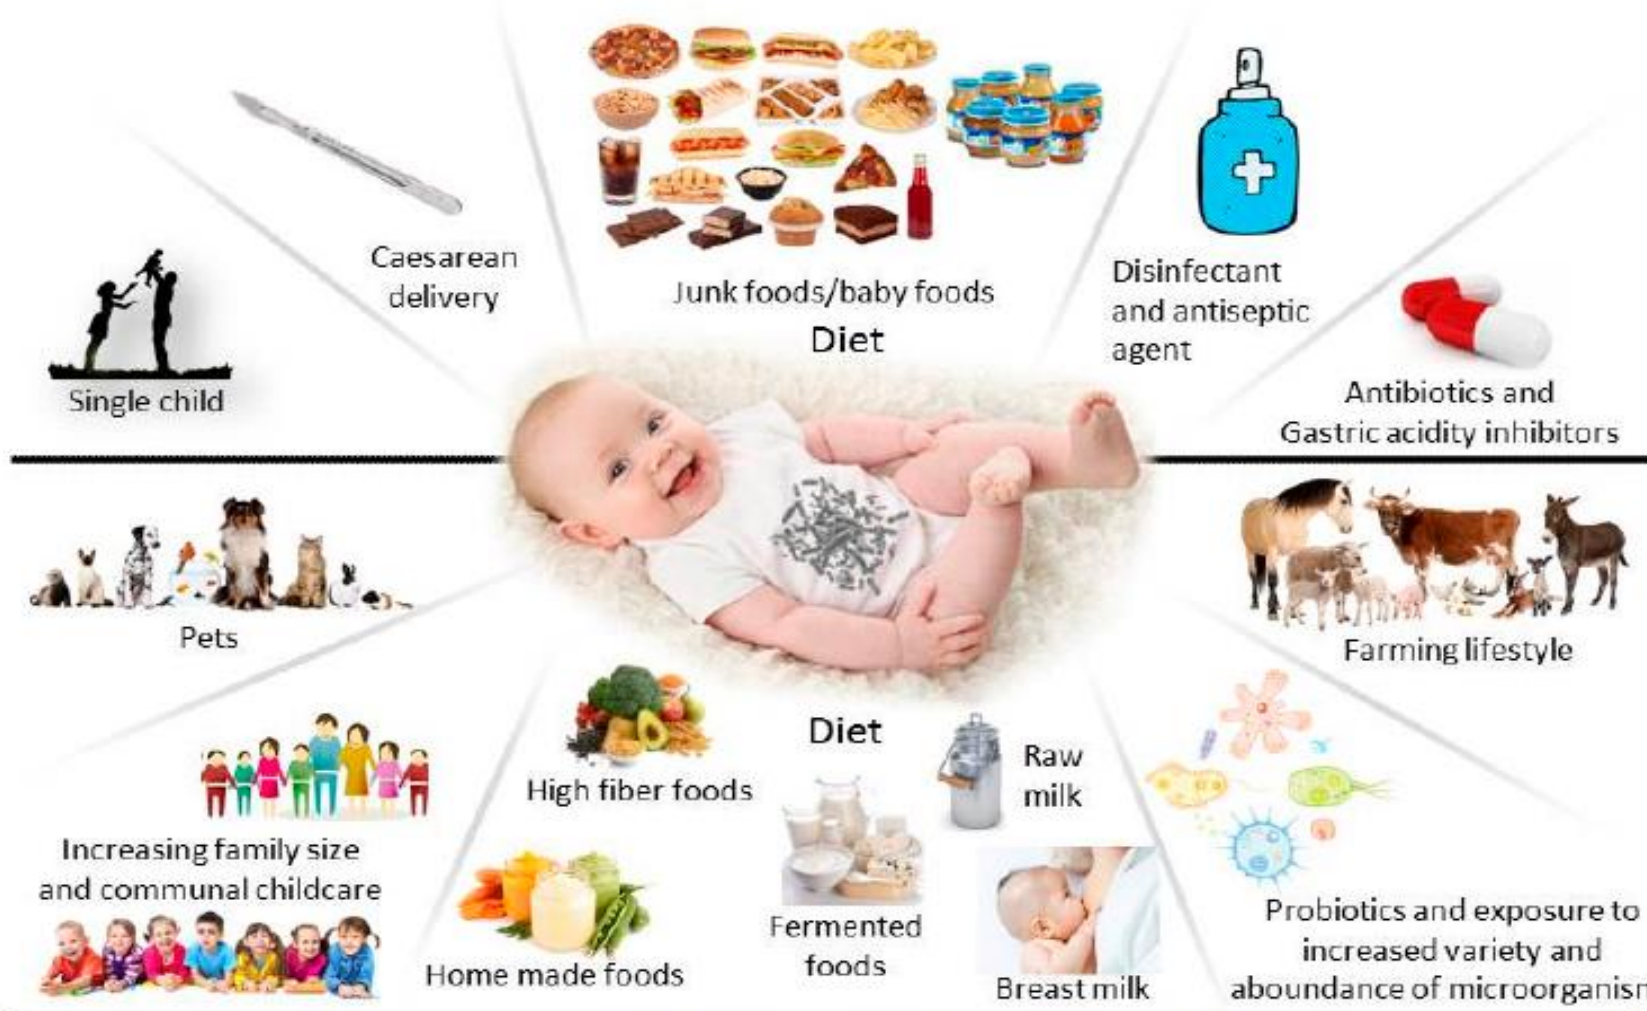 Caesarean
delivery
Single child
Junk foods/baby foods
Diet
Disinfectant
and antiseptic
agent
Antibiotics and
Gastric acidity inhibitors
Pets
Farming lifestyle
Increasing family size
and communal childcare
High fiber foods
Diet
Raw
milk
Home made foods
Fermented
foods
Breast milk
Probiotics and exposure to
increased variety and
aboundance of microorganism